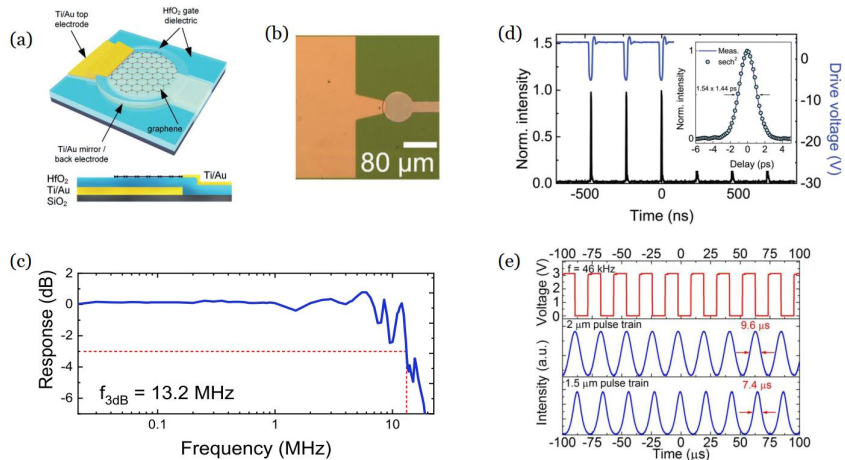 (a)
Ti/Au top
electrode
HfO₂ gate
dielectric
graphene
Ti/Au mirror /
back electrode
HfO₂
Ti/Au
SiO₂
Ti/Au
(b)
80 μm
(c)
Response (dB)
2
0
-2
-4
-6
f3dB = 13.2 MHz
0.1
1
10
Frequency (MHz)
(d)
Norm. intensity
1.5
1.0
0.5
0.0
-500
0
500
Time (ns)
Drive voltage (V)
0
-10
-20
-30
Meas.
sech²
1.54 x 1.44 ps
Norm. intensity
1
0
-6 -4 -2 0 2 4 6
Delay (ps)
(e)
-100 -75 -50 -25 0 25 50 75 100
f = 46 kHz
Voltage (V)
3
2
1
0
2 μm pulse train
9.6 μs
Intensity (a.u.)
1.5 μm pulse train
7.4 μs
-100 -75 -50 -25 0 25 50 75 100
Time (μs)